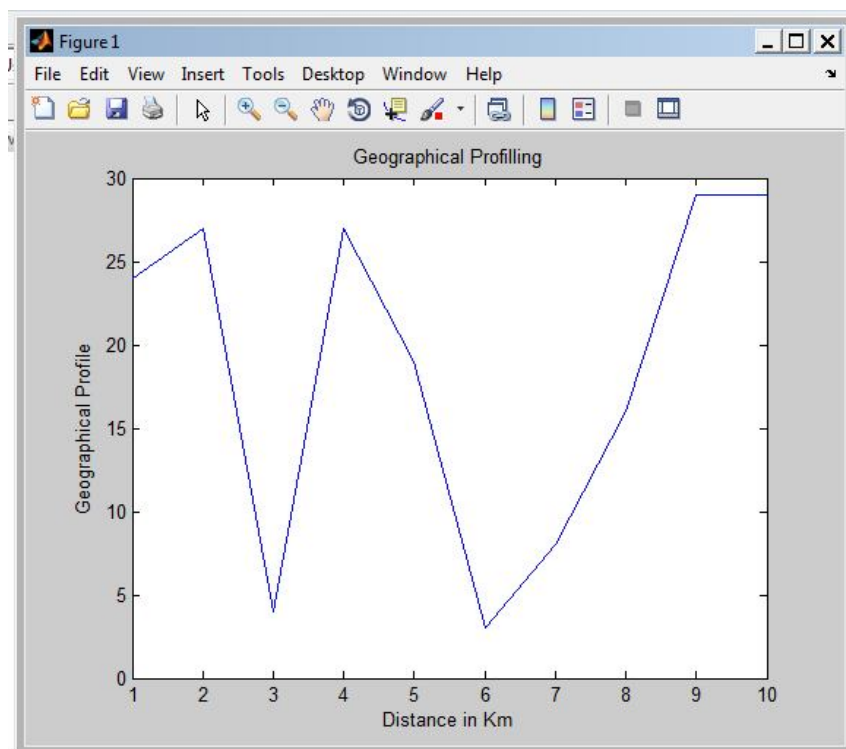 Figure 1
File Edit View Insert Tools Desktop Window Help
Geographical Profilling
30
25
20
15
10
5
0
Geographical Profile
1 2 3 4 5 6 7 8 9 10
Distance in Km